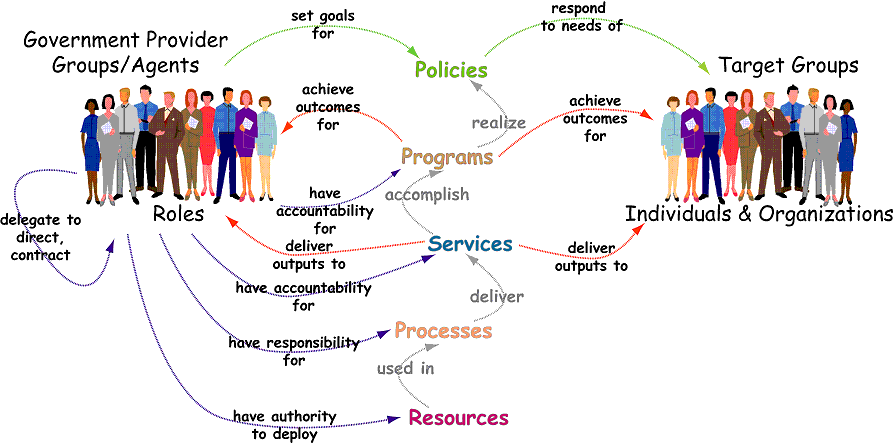 set goals
for
respond
to needs of
Government Provider
Groups/Agents
Policies
Target Groups
achieve
outcomes
for
achieve
outcomes
for
realize
Programs
have
accountability
for
accomplish
delegate to
direct,
contract
Roles
Individuals & Organizations
deliver
outputs to
Services
deliver
outputs to
have accountability
for
deliver
Processes
have responsibility
for
used in
have authority
to deploy
Resources